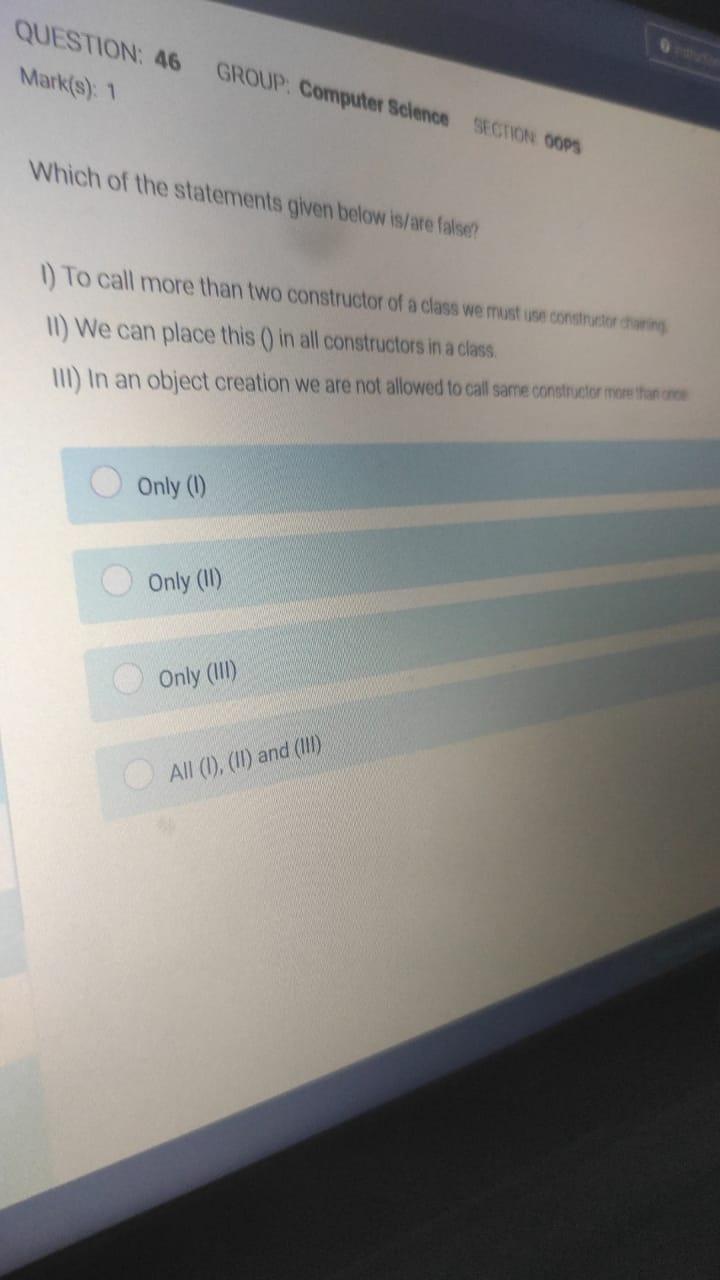 QUESTION: 46 GROUP: Computer Science SECTION: OOPS
Mark(s): 1
Which of the statements given below is/are false?
I) To call more than two constructor of a class we must use constructor chaining.
II) We can place this () in all constructors in a class.
III) In an object creation we are not allowed to call same constructor more than once
Only (I)
Only (II)
Only (III)
All (I), (II) and (III)